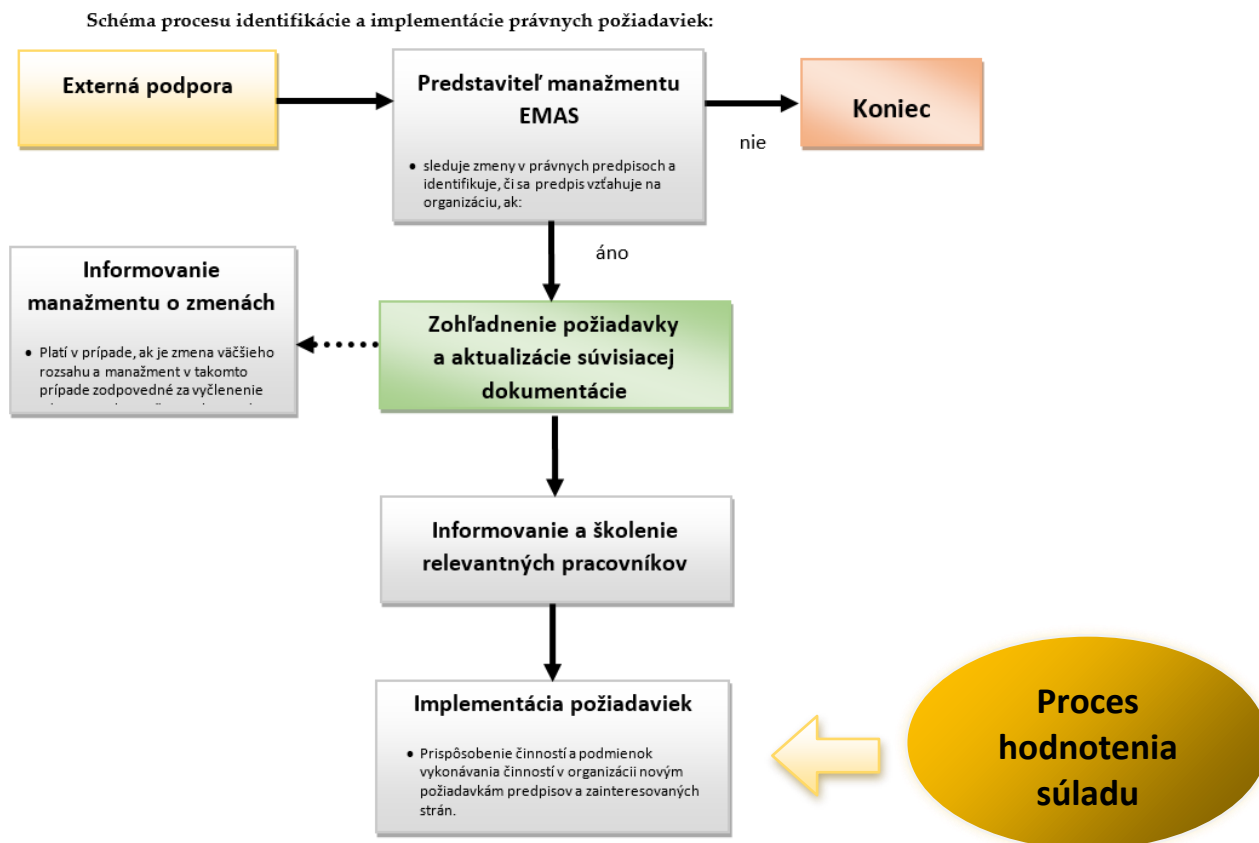 Schéma procesu identifikácie a implementácie právnych požiadaviek:
Externá podpora
Predstaviteľ manažmentu
EMAS
• sleduje zmeny v právnych predpisoch a
identifikuje, či sa predpis vzťahuje na
organizáciu, ak:
nie
Koniec
áno
Informovanie
manažmentu o zmenách
• Platí v prípade, ak je zmena väčšieho
rozsahu a manažment v takomto
prípade zodpovedné za vyčlenenie
Zohľadnenie požiadavky
a aktualizácie súvisiacej
dokumentácie
Informovanie a školenie
relevantných pracovníkov
Implementácia požiadaviek
• Prispôsobenie činností a podmienok
vykonávania činností v organizácii novým
požiadavkám predpisov a zainteresovaných
strán.
Proces
hodnotenia
súladu